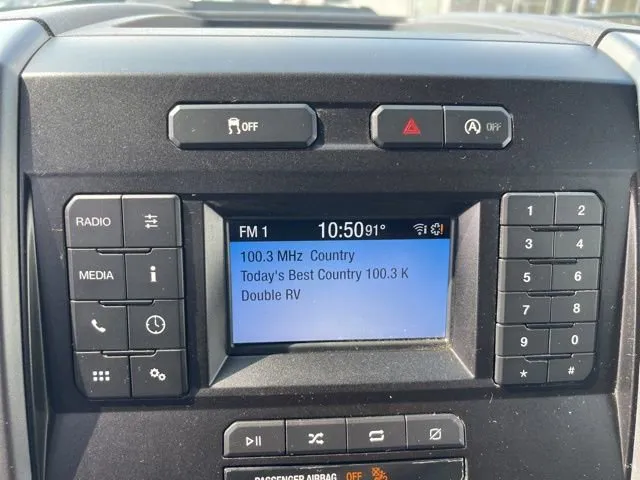 OFF
OFF
RADIO
MEDIA
FM 1 10:50 91°
100.3 MHz Country
Today's Best Country 100.3 K
Double RV
1 2
3 4
5 6
7 8
9 0
* #
PASSENGER AIRBAG OFF